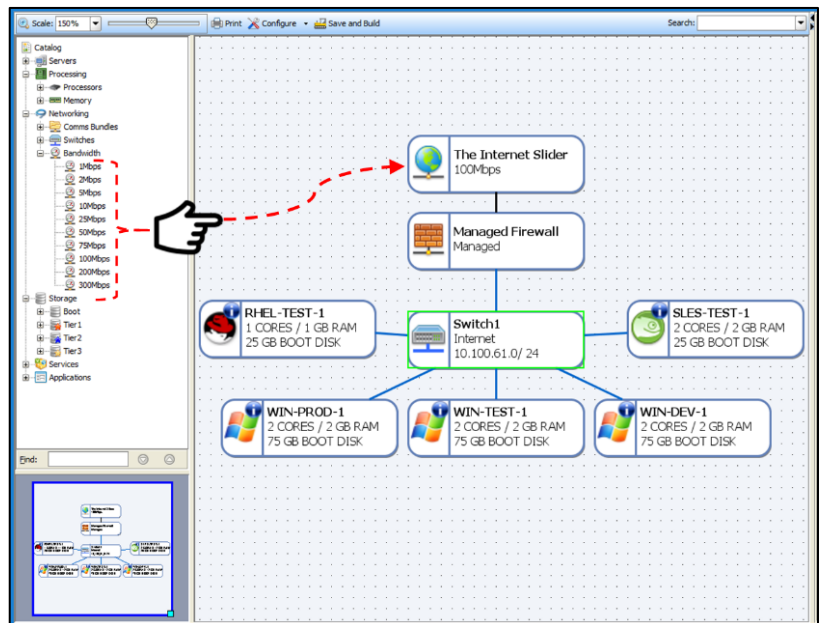 Scale: 150%
Print
Configure
Save and Build
Search:
Catalog
Servers
Processing
Processors
Memory
Networking
Comms Bundles
Switches
Bandwidth
1Mbps
2Mbps
5Mbps
10Mbps
25Mbps
50Mbps
75Mbps
100Mbps
200Mbps
300Mbps
Storage
Boot
Tier1
Tier2
Tier3
Services
Applications
Find:
The Internet Slider
100Mbps
Managed Firewall
Managed
RHEL-TEST-1
1 CORES / 1 GB RAM
25 GB BOOT DISK
Switch1
Internet
10.100.61.0/ 24
SLES-TEST-1
2 CORES / 2 GB RAM
25 GB BOOT DISK
WIN-PROD-1
2 CORES / 2 GB RAM
75 GB BOOT DISK
WIN-TEST-1
2 CORES / 2 GB RAM
75 GB BOOT DISK
WIN-DEV-1
2 CORES / 2 GB RAM
75 GB BOOT DISK